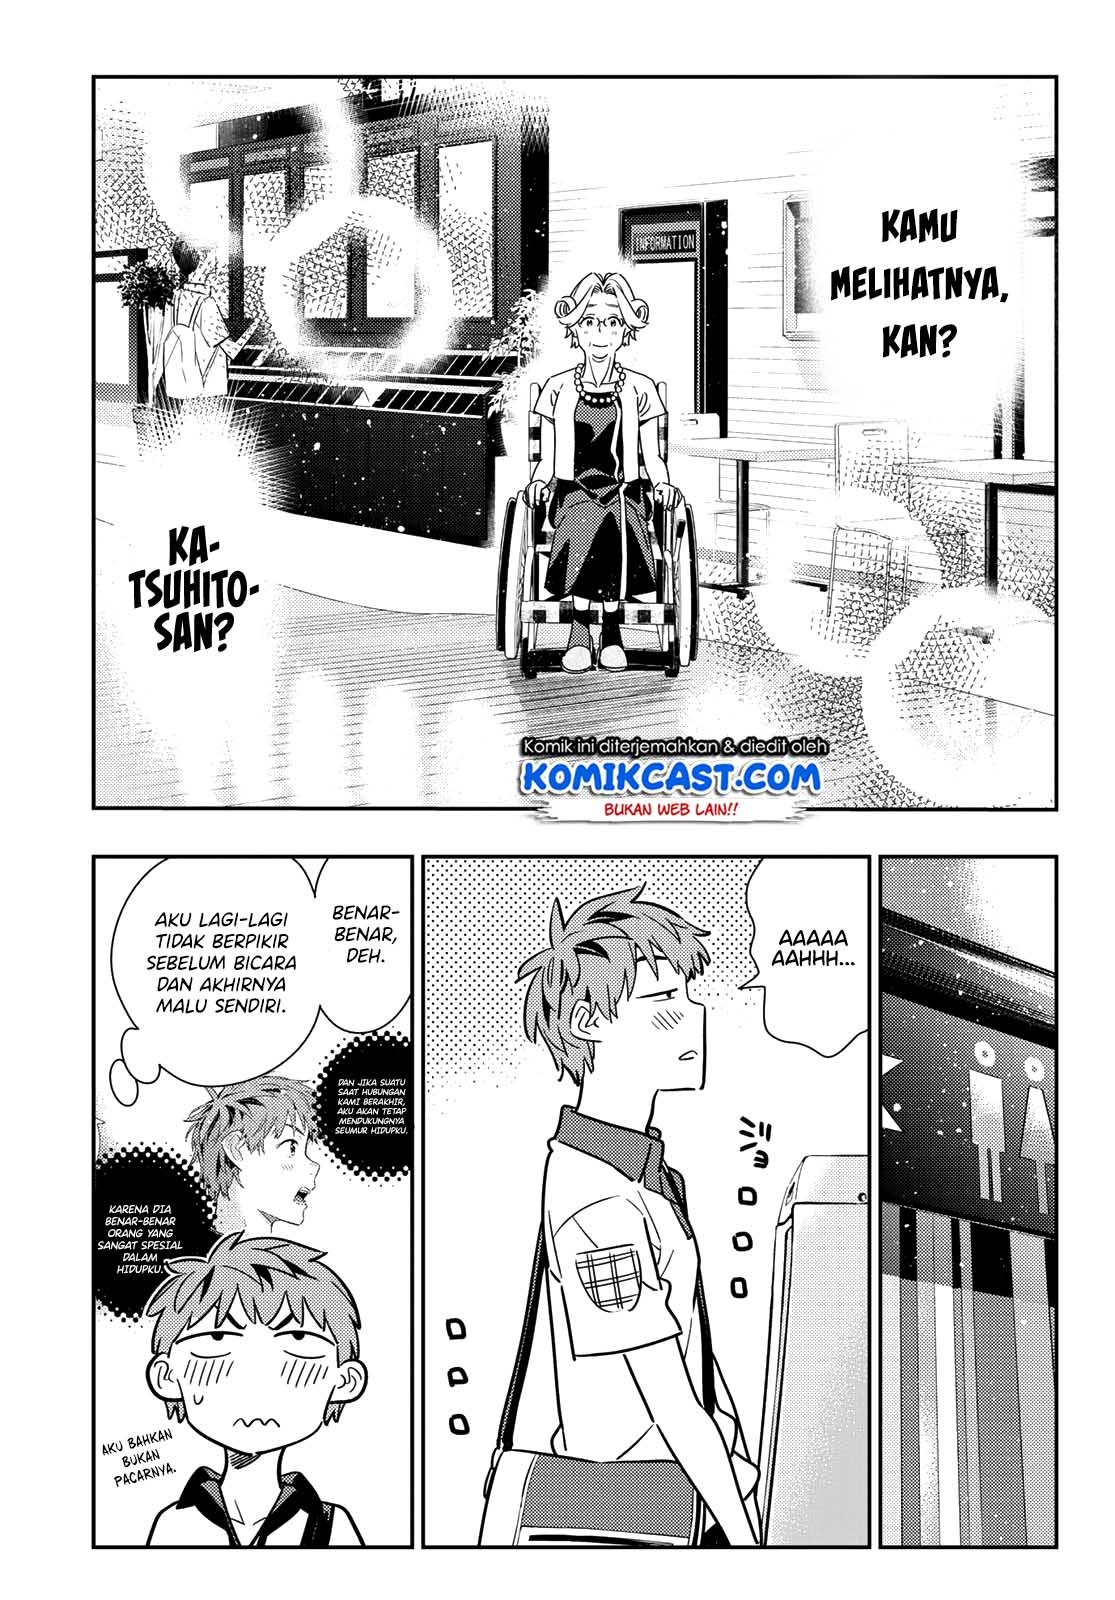 KAMU
MELIHATNYA,
KAN?
INFORMATION
KA-
TSUHITO-
SAN?
Komik ini diterjemahkan & diedit oleh
KOMIKCAST.COM
BUKAN WEB LAIN!!
AAAAA
AAHHH...
BENAR-
BENAR,
DEH.
AKU LAGI-LAGI
TIDAK BERPIKIR
SEBELUM BICARA
DAN AKHIRNYA
MALU SENDIRI.
DAN JIKA SUATU
SAAT HUBUNGAN
KAMI BERAKHIR,
AKU AKAN TETAP
MENDUKUNGNYA
SEUMUR HIDUPKU.
KARENA DIA
BENAR-BENAR
ORANG YANG
SANGAT SPESIAL
DALAM
HIDUPKU.
AKU BAHKAN
BUKAN
PACARNYA.